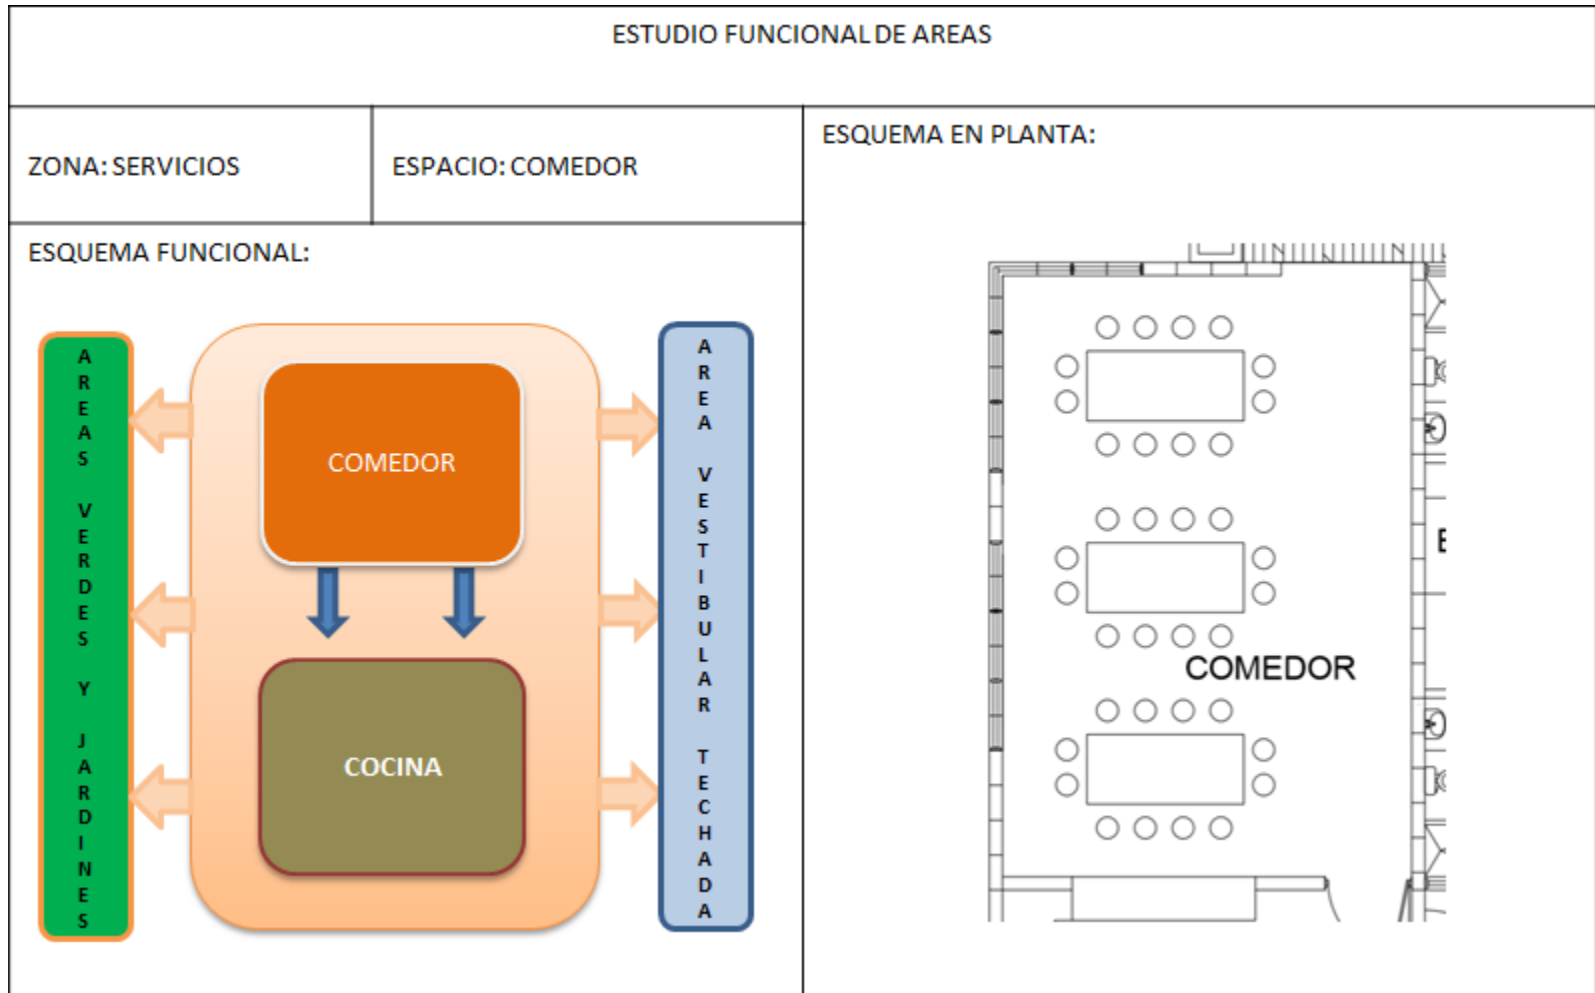 ESTUDIO FUNCIONAL DE AREAS
ZONA: SERVICIOS
ESPACIO: COMEDOR
ESQUEMA EN PLANTA:
ESQUEMA FUNCIONAL:
AREAS VERDES Y JARDINES
COMEDOR
COCINA
AREA VESTIBULAR TECHADA
COMEDOR